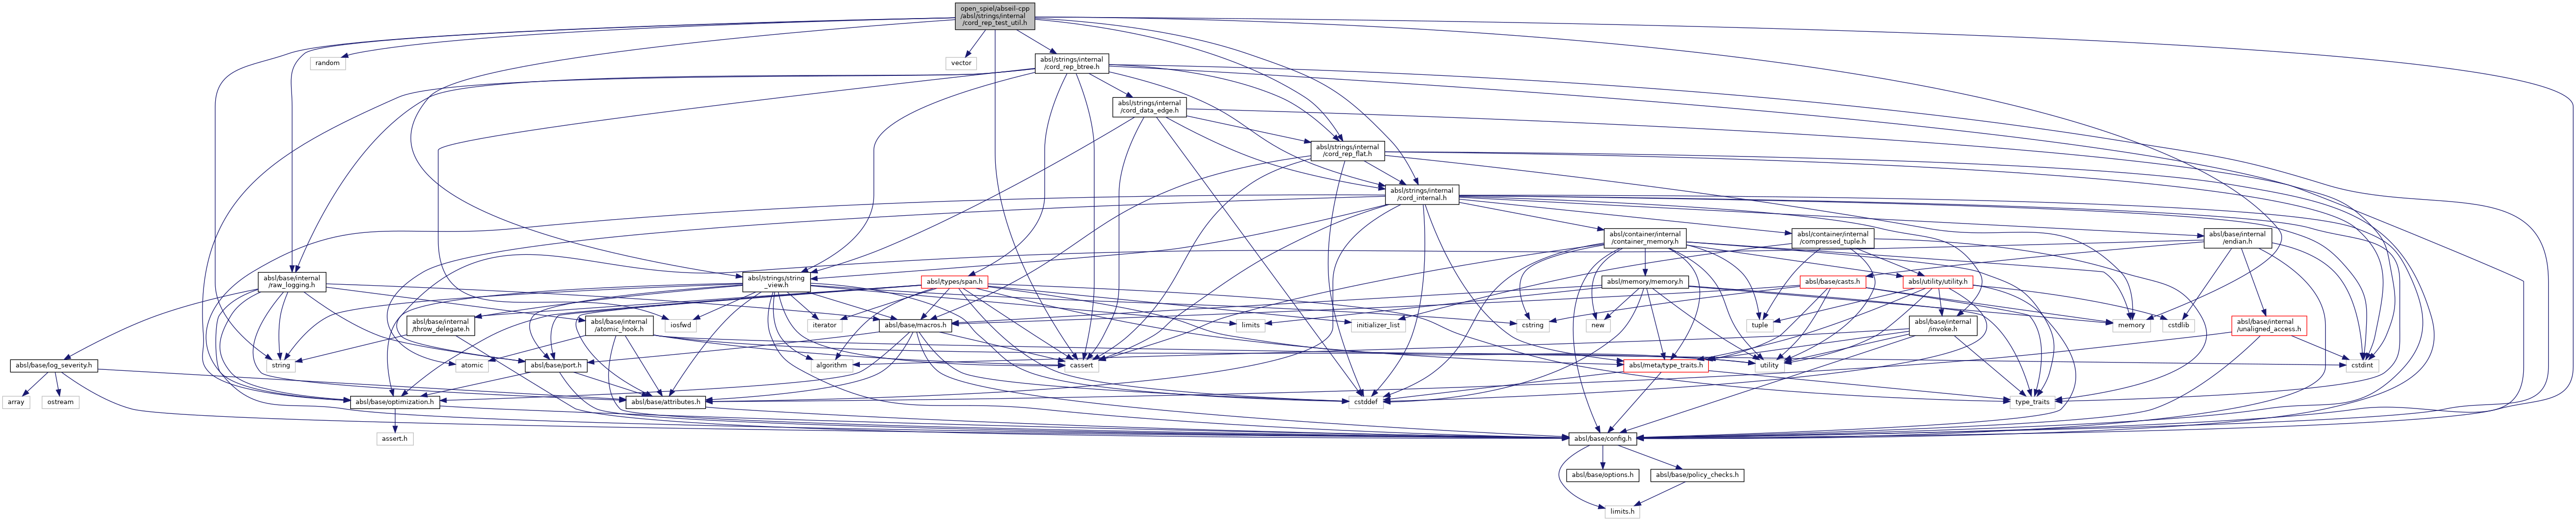 open_spiel/abseil-cpp
/absl/strings/internal
/cord_rep_test_util.h
random
vector
absl/strings/internal
/cord_rep_btree.h
absl/strings/internal
/cord_data_edge.h
absl/strings/internal
/cord_rep_flat.h
absl/strings/internal
/cord_internal.h
absl/container/internal
/container_memory.h
absl/container/internal
/compressed_tuple.h
absl/base/internal
/endian.h
absl/base/internal
/raw_logging.h
absl/strings/string
_view.h
absl/types/span.h
absl/memory/memory.h
absl/base/casts.h
absl/utility/utility.h
absl/base/internal
/throw_delegate.h
absl/base/internal
/atomic_hook.h
iosfwd
iterator
absl/base/macros.h
limits
initializer_list
cstring
new
tuple
absl/base/internal
/invoke.h
memory
cstdlib
absl/base/internal
/unaligned_access.h
absl/base/log_severity.h
string
atomic
absl/base/port.h
algorithm
cassert
absl/meta/type_traits.h
utility
cstdint
array
ostream
absl/base/optimization.h
absl/base/attributes.h
cstddef
type_traits
assert.h
absl/base/config.h
absl/base/options.h
absl/base/policy_checks.h
limits.h